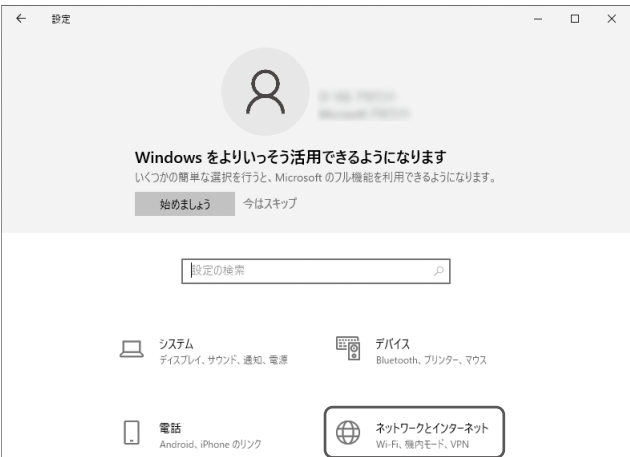 設定
Windows をよりいっそう活用できるようになります
いくつかの簡単な選択を行うと、Microsoft のフル機能を利用できるようになります。
始めましょう 今はスキップ
設定の検索
システム
ディスプレイ、サウンド、通知、電源
デバイス
Bluetooth、プリンター、マウス
電話
Android、iPhone のリンク
ネットワークとインターネット
Wi-Fi、機内モード、VPN